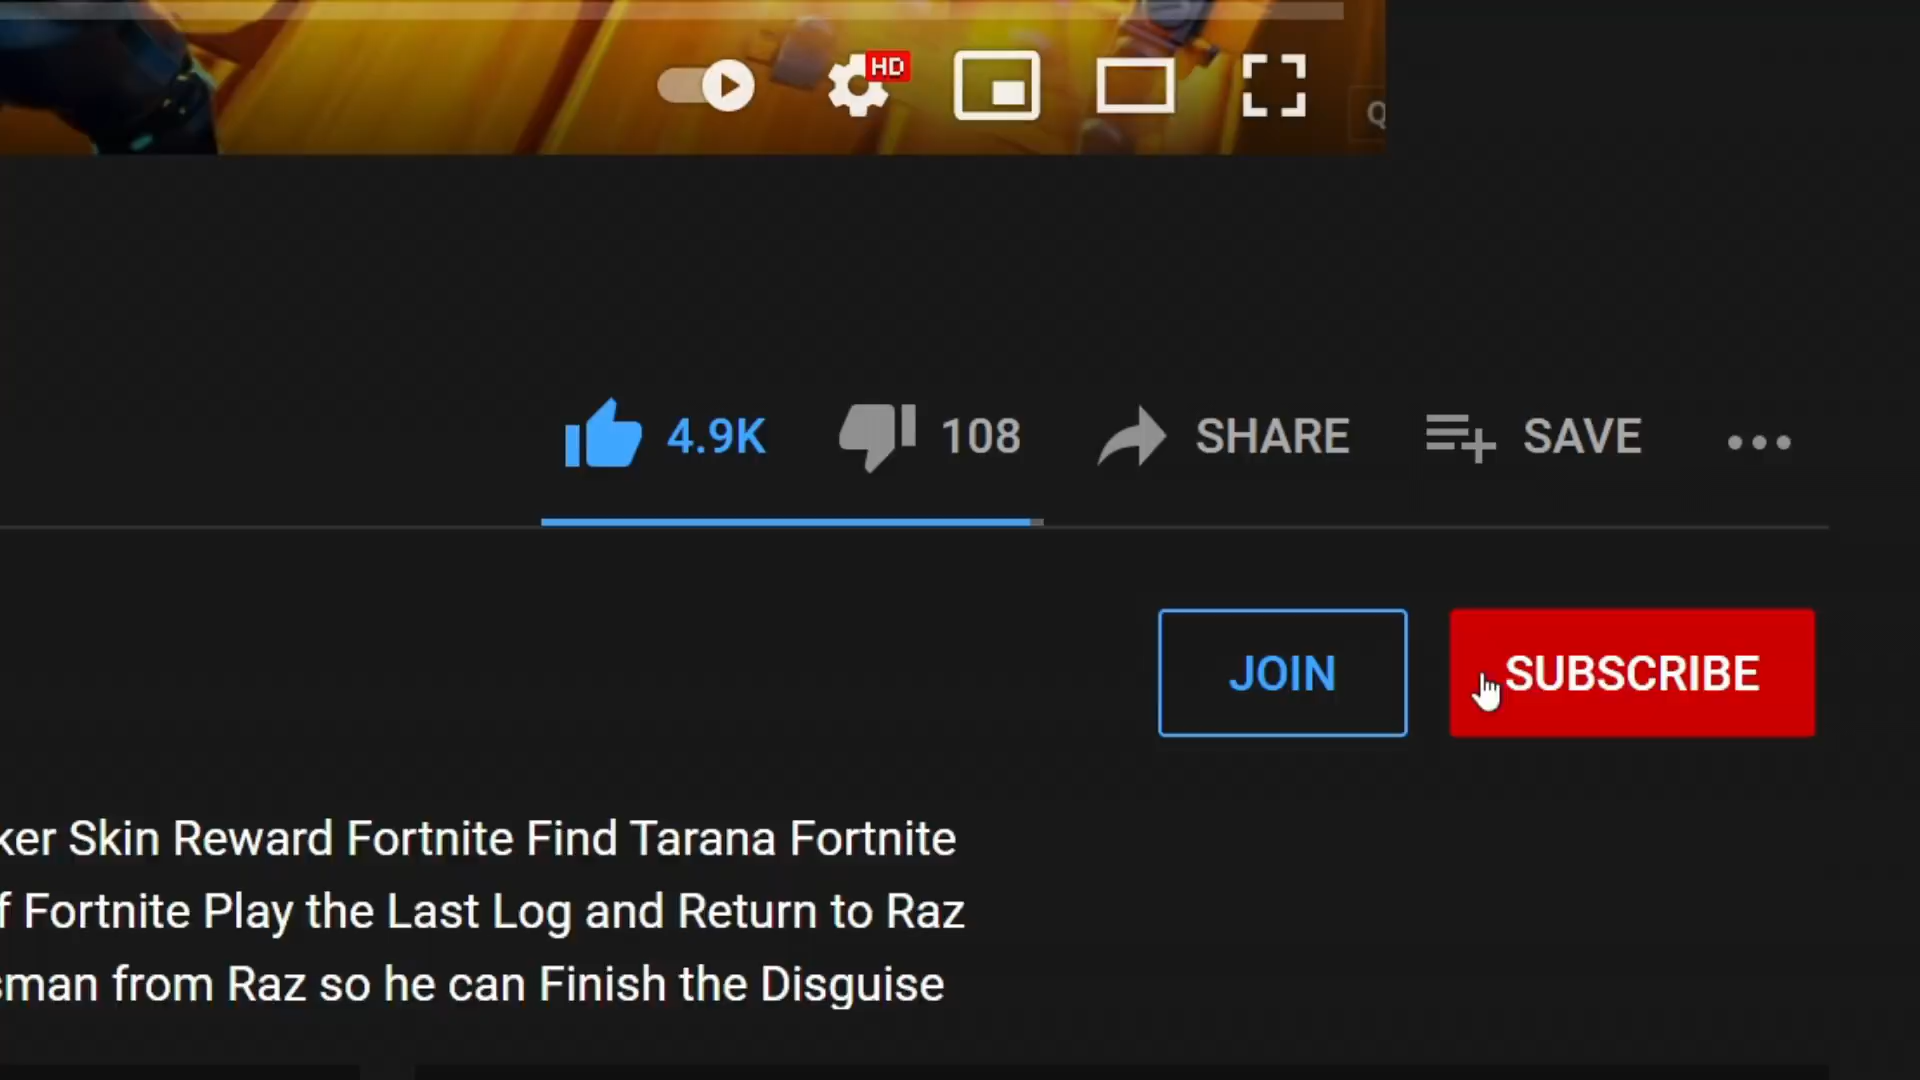 HD
Q
4.9K 108 SHARE SAVE
JOIN SUBSCRIBE
ker Skin Reward Fortnite Find Tarana Fortnite
f Fortnite Play the Last Log and Return to Raz
sman from Raz so he can Finish the Disguise